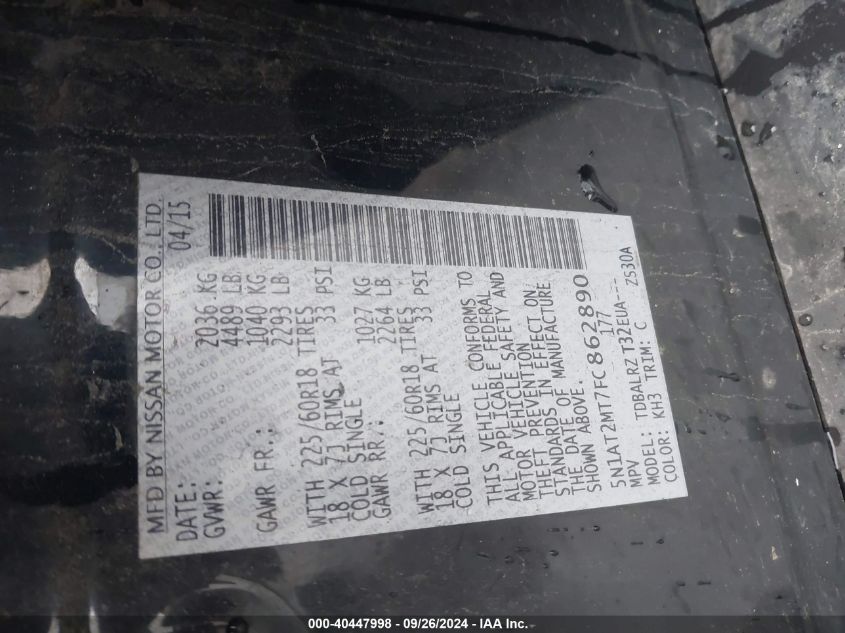 MFD BY NISSAN MOTOR CO., LTD.
DATE: 04/15
GVWR: 2036 KG
4489 LB
GAWR FR.: 1040 KG
2293 LB
WITH 225/60R18 TIRES
18 X 7J RIMS AT 33 PSI
COLD SINGLE
GAWR RR.: 1027 KG
2264 LB
WITH 225/60R18 TIRES
18 X 7J RIMS AT 33 PSI
COLD SINGLE
THIS VEHICLE CONFORMS TO
ALL APPLICABLE FEDERAL
MOTOR VEHICLE SAFETY AND
THEFT PREVENTION
STANDARDS IN EFFECT ON
THE DATE OF MANUFACTURE
SHOWN ABOVE.
5N1AT2MT7FC862890
MPV 177
MODEL: TDBALRZ T32EUA---
COLOR: KH3 TRIM: C ZS30A
000-40447998 - 09/26/2024 - IAA Inc.